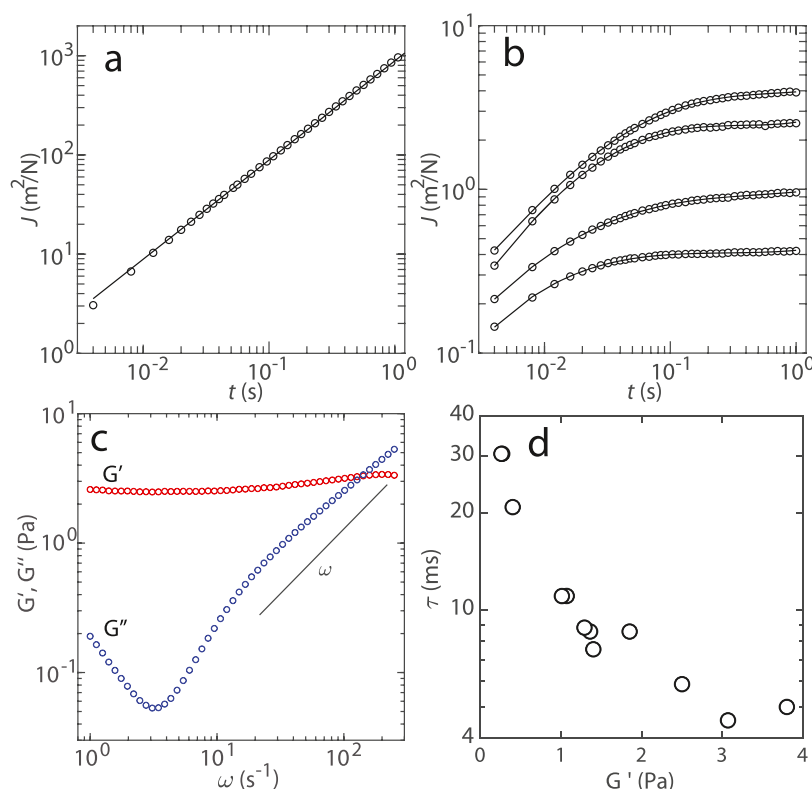 a
10³
10²
10¹
10⁰
J (m²/N)
10⁻² 10⁻¹ 10⁰
t (s)
b
10¹
10⁰
10⁻¹
J (m²/N)
10⁻² 10⁻¹ 10⁰
t (s)
c
10¹
10⁰
10⁻¹
G', G'' (Pa)
G'
G''
ω
10⁰ 10¹ 10²
ω (s⁻¹)
d
40
30
20
10
4
τ (ms)
0 1 2 3 4
G ' (Pa)